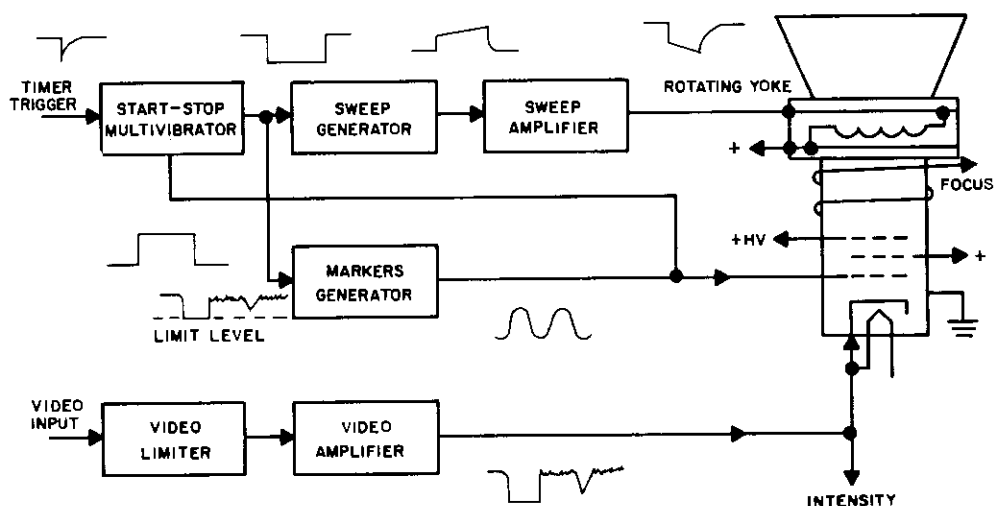 TIMER
TRIGGER
START-STOP
MULTIVIBRATOR
SWEEP
GENERATOR
SWEEP
AMPLIFIER
ROTATING YOKE
+
FOCUS
+HV
+
MARKERS
GENERATOR
LIMIT LEVEL
VIDEO
INPUT
VIDEO
LIMITER
VIDEO
AMPLIFIER
INTENSITY